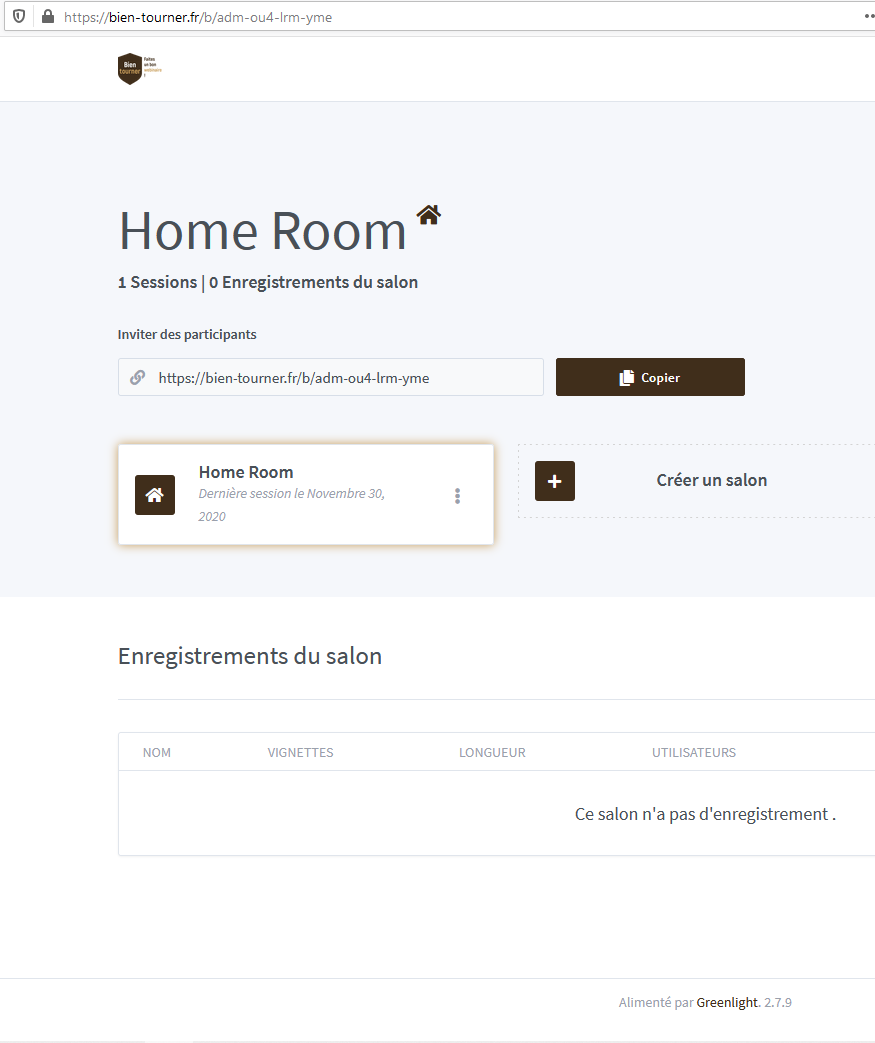 https://bien-tourner.fr/b/adm-ou4-lrm-yme
Bien
tourner
Faites
un bon
webinaire
!
Home Room
1 Sessions | 0 Enregistrements du salon
Inviter des participants
https://bien-tourner.fr/b/adm-ou4-lrm-yme
Copier
Home Room
Dernière session le Novembre 30,
2020
Créer un salon
Enregistrements du salon
NOM VIGNETTES LONGUEUR UTILISATEURS
Ce salon n'a pas d'enregistrement .
Alimenté par Greenlight. 2.7.9